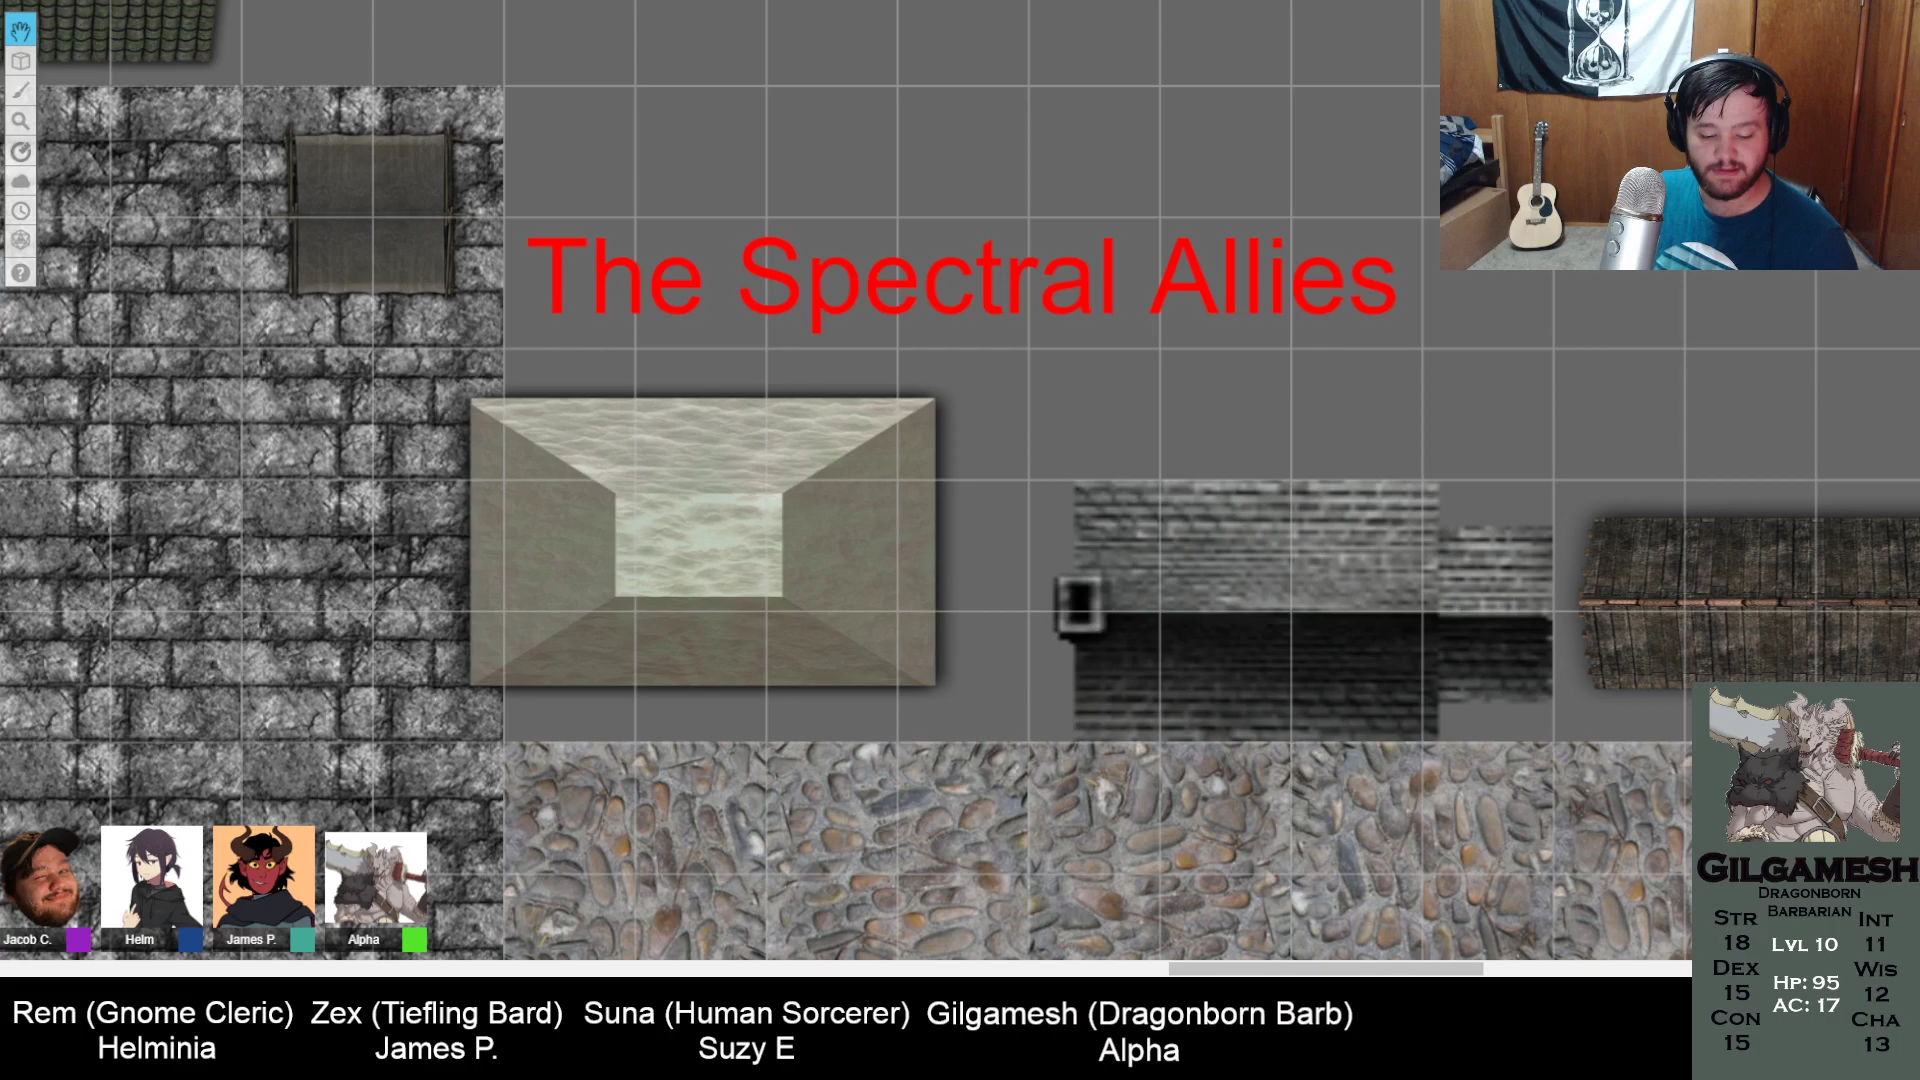 The Spectral Allies
Jacob C.
Helm
James P.
Alpha
GILGAMESH
DRAGONBORN
BARBARIAN
STR
18
DEX
15
CON
15
LVL 10
HP: 95
AC: 17
INT
11
WIS
12
CHA
13
Rem (Gnome Cleric)
Helminia
Zex (Tiefling Bard)
James P.
Suna (Human Sorcerer)
Suzy E
Gilgamesh (Dragonborn Barb)
Alpha